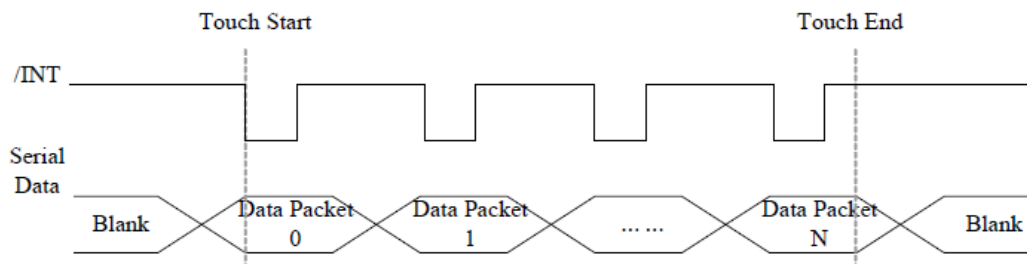 Touch Start
Touch End
/INT
Serial
Data
Blank
Data Packet
0
Data Packet
1
... ...
Data Packet
N
Blank